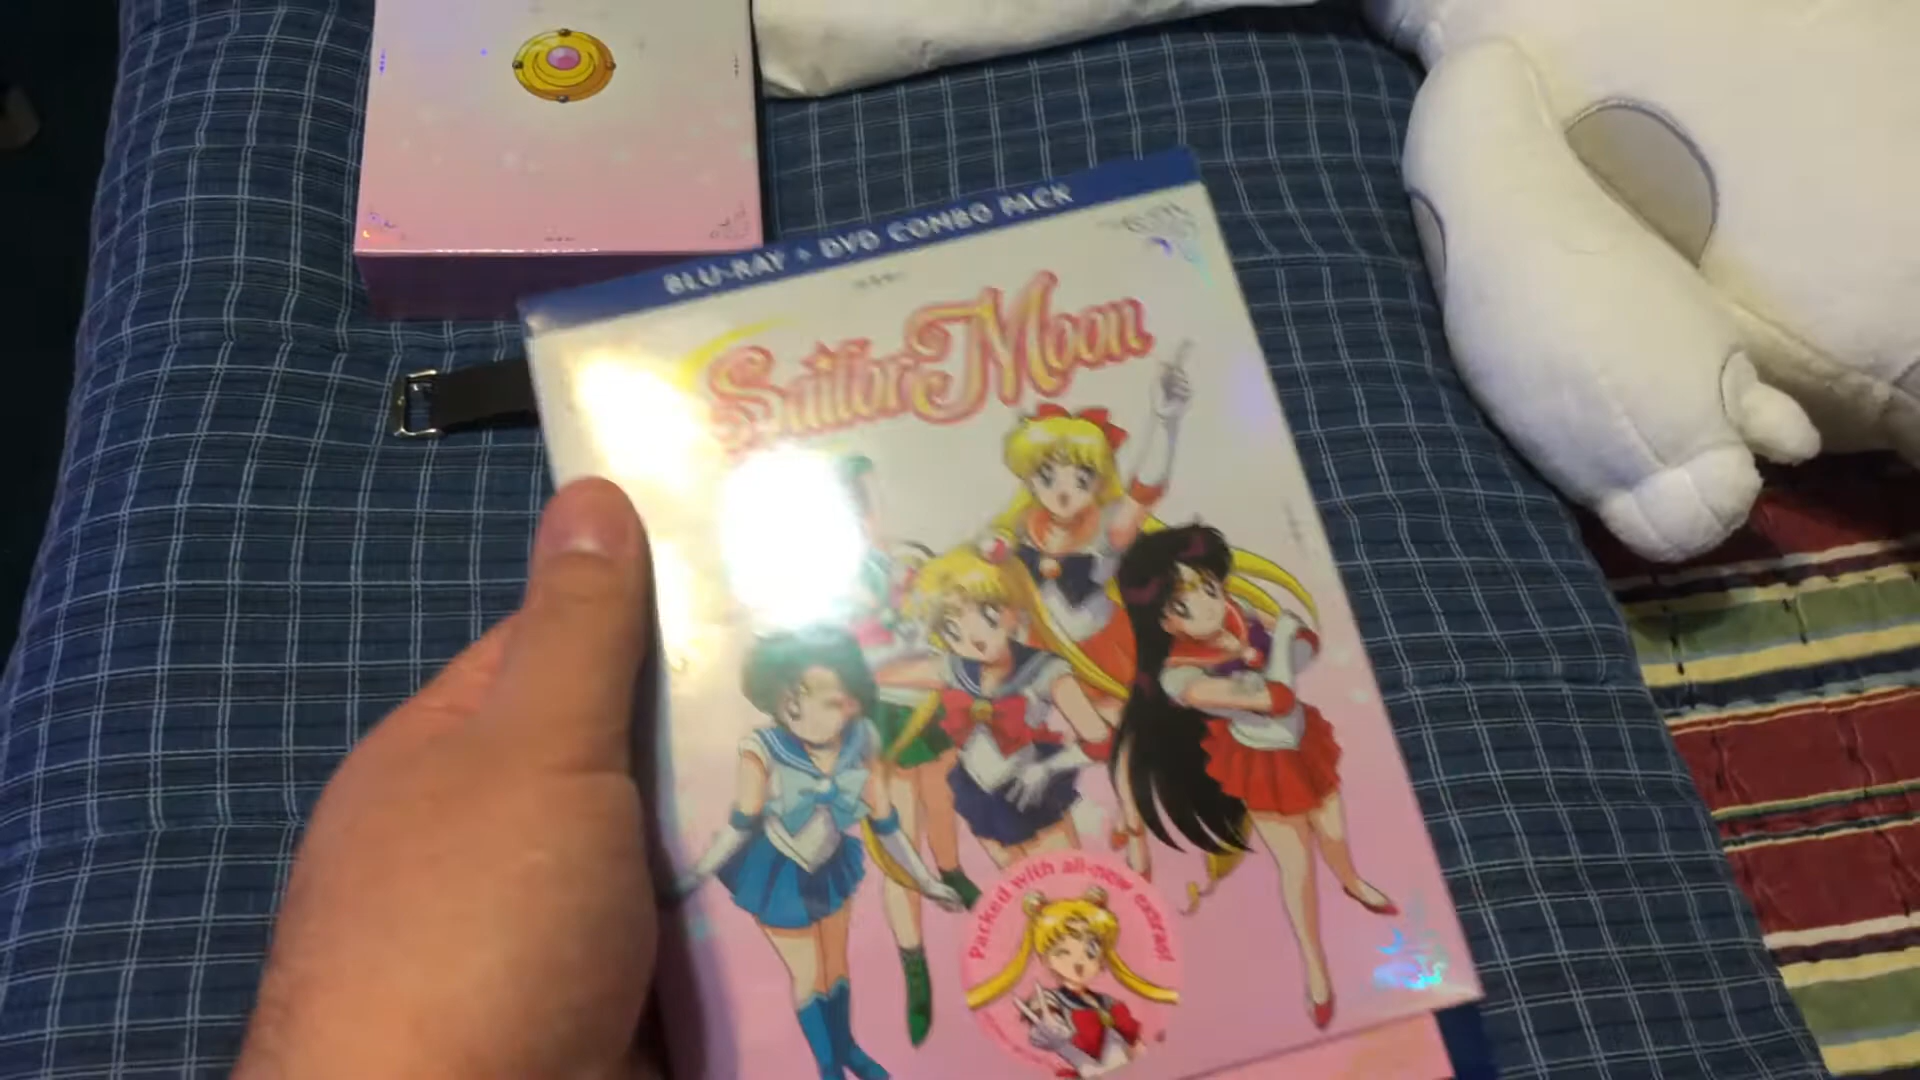 BLU-RAY + DVD COMBO PACK
Sailor Moon
Packed with all-new extras!